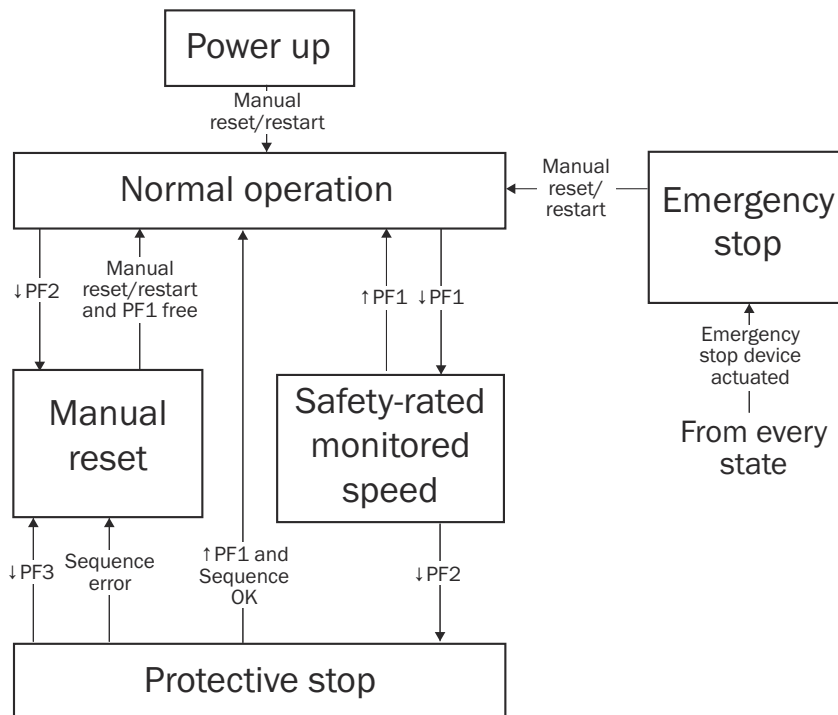 Power up
Manual
reset/restart
Normal operation
Manual
reset/
restart
Emergency
stop
↓PF2
Manual
reset/restart
and PF1 free
↑PF1
↓PF1
Emergency
stop device
actuated
From every
state
Manual
reset
Safety-rated
monitored
speed
↓PF3
Sequence
error
↑PF1 and
Sequence
OK
↓PF2
Protective stop